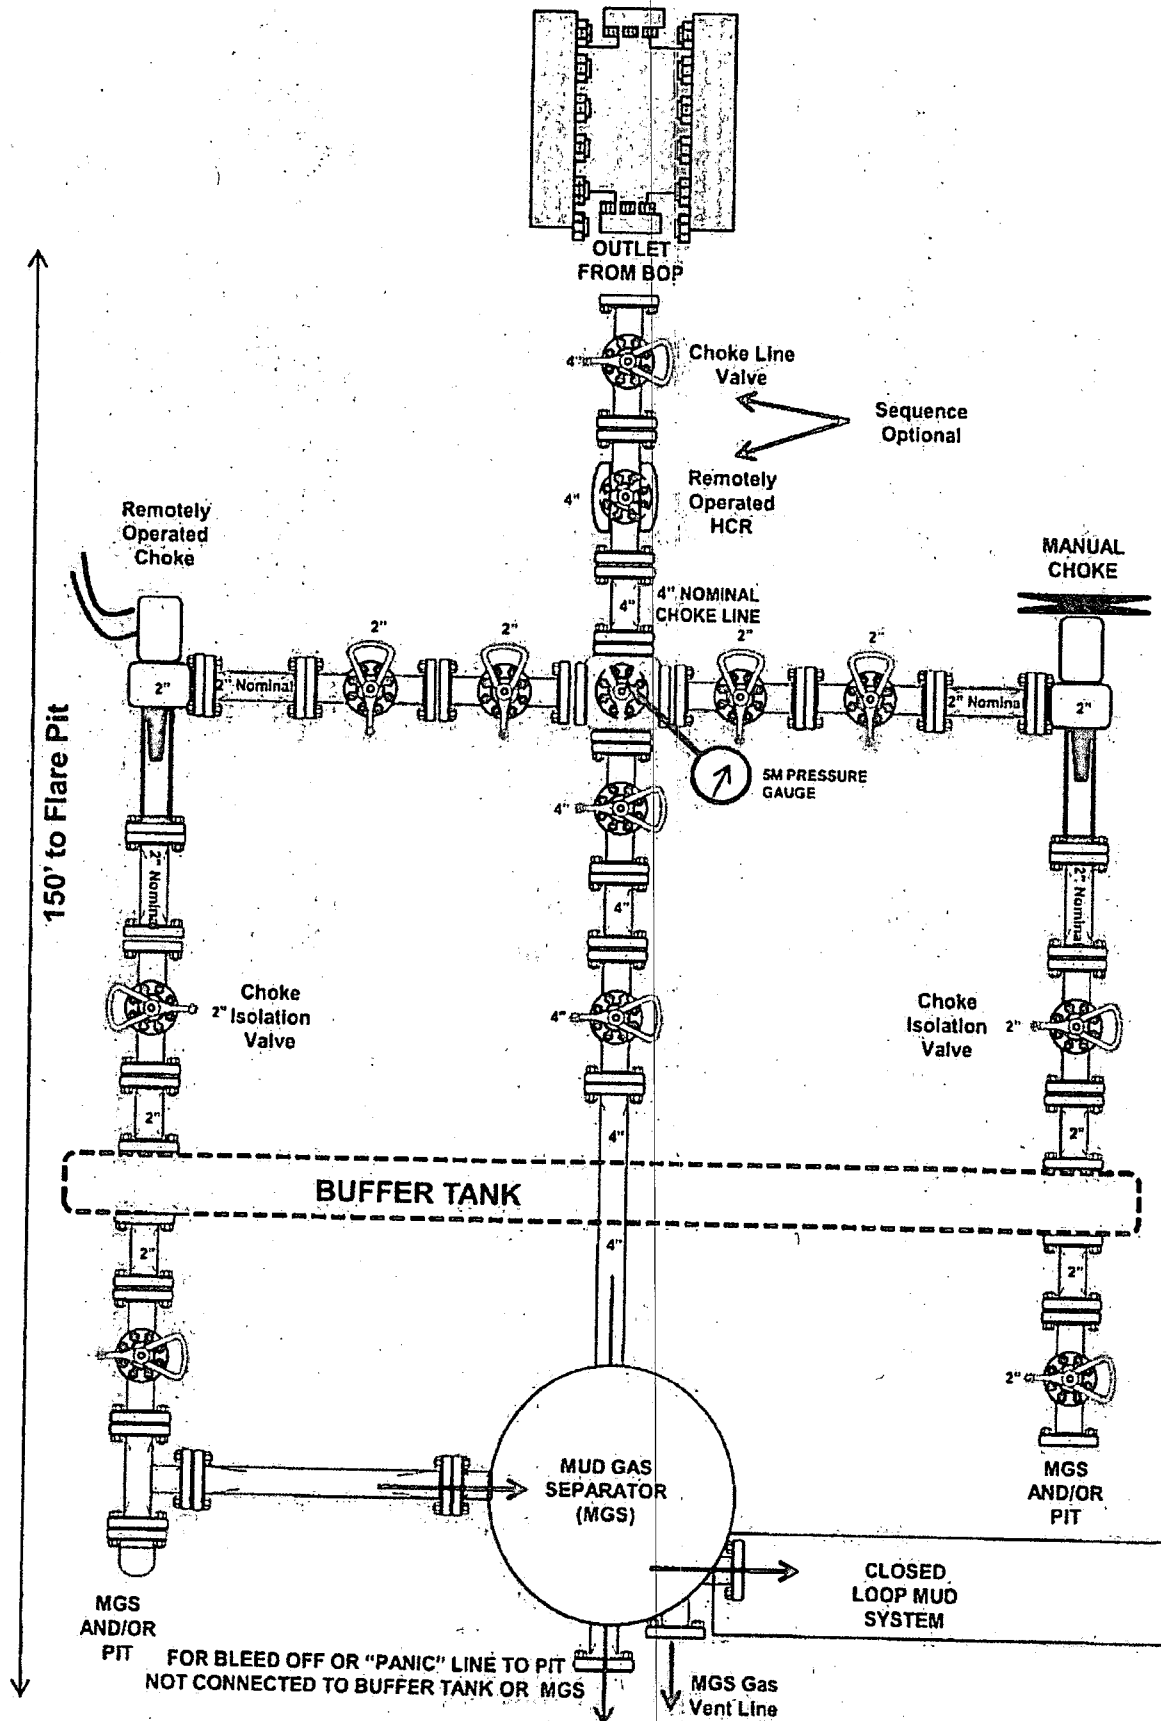 OUTLET
FROM BOP
4"
Choke Line
Valve
Sequence
Optional
4"
Remotely
Operated
HCR
Remotely
Operated
Choke
MANUAL
CHOKE
4"
4" NOMINAL
CHOKE LINE
2"
2"
2"
2"
2"
2" Nominal
2" Nomina
2"
5M PRESSURE
GAUGE
4"
150' to Flare Pit
2" Nominal
4"
2" Nominal
2"
Choke
Isolation
Valve
4"
Choke
Isolation
Valve
2"
2"
4"
2"
BUFFER TANK
2"
4"
2"
2"
MUD GAS
SEPARATOR
(MGS)
MGS
AND/OR
PIT
CLOSED
LOOP MUD
SYSTEM
MGS
AND/OR
PIT
FOR BLEED OFF OR "PANIC" LINE TO PIT
NOT CONNECTED TO BUFFER TANK OR MGS
MGS Gas
Vent Line